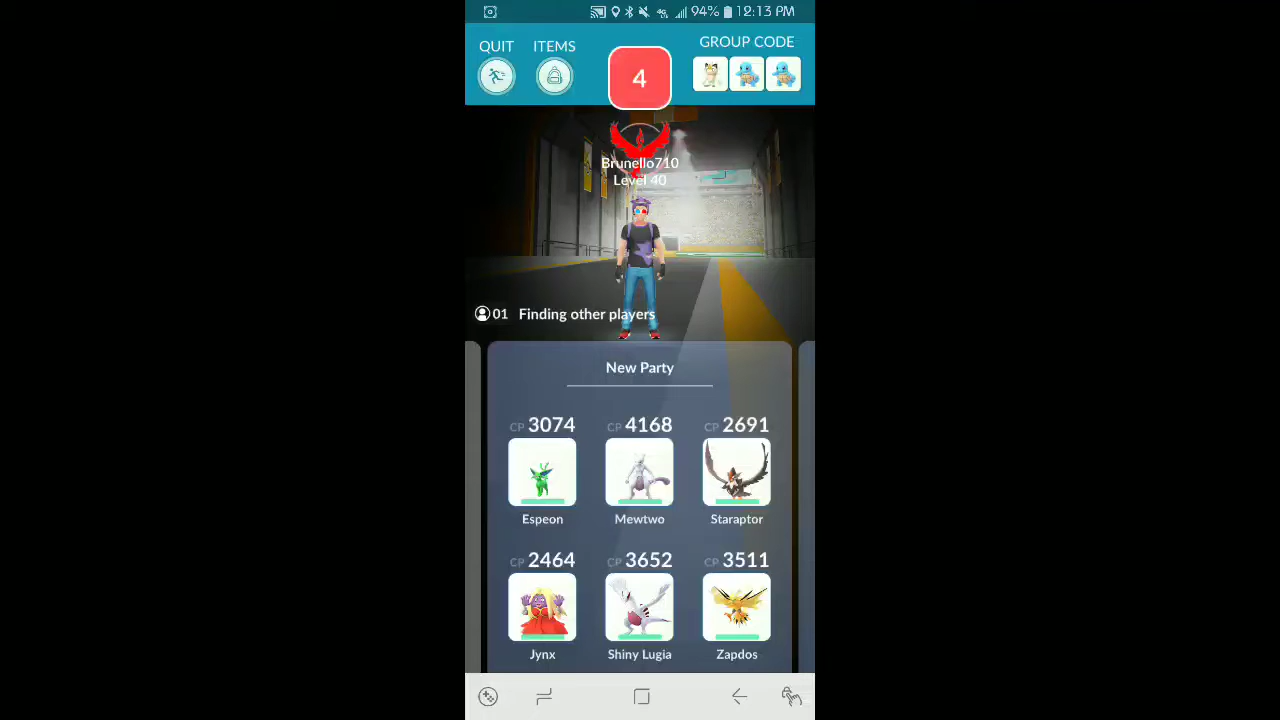 94% 12:13 PM
QUIT ITEMS GROUP CODE
4
Brunello710
Level 40
01 Finding other players
New Party
CP 3074 CP 4168 CP 2691
Espeon Mewtwo Staraptor
CP 2464 CP 3652 CP 3511
Jynx Shiny Lugia Zapdos